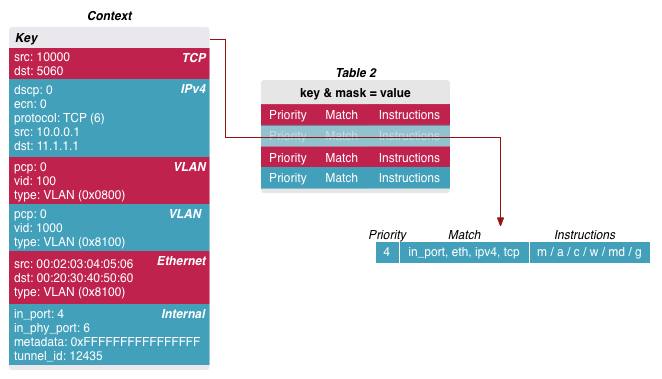 Context
Key
src: 10000 TCP
dst: 5060
dscp: 0 IPv4
ecn: 0
protocol: TCP (6)
src: 10.0.0.1
dst: 11.1.1.1
pcp: 0 VLAN
vid: 100
type: VLAN (0x0800)
pcp: 0 VLAN
vid: 1000
type: VLAN (0x8100)
src: 00:02:03:04:05:06 Ethernet
dst: 00:20:30:40:50:60
type: VLAN (0x8100)
in_port: 4 Internal
in_phy_port: 6
metadata: 0xFFFFFFFFFFFFFFFF
tunnel_id: 12435
Table 2
key & mask = value
Priority Match Instructions
Priority Match Instructions
Priority Match Instructions
Priority Match Instructions
Priority Match Instructions
4 in_port, eth, ipv4, tcp m / a / c / w / md / g